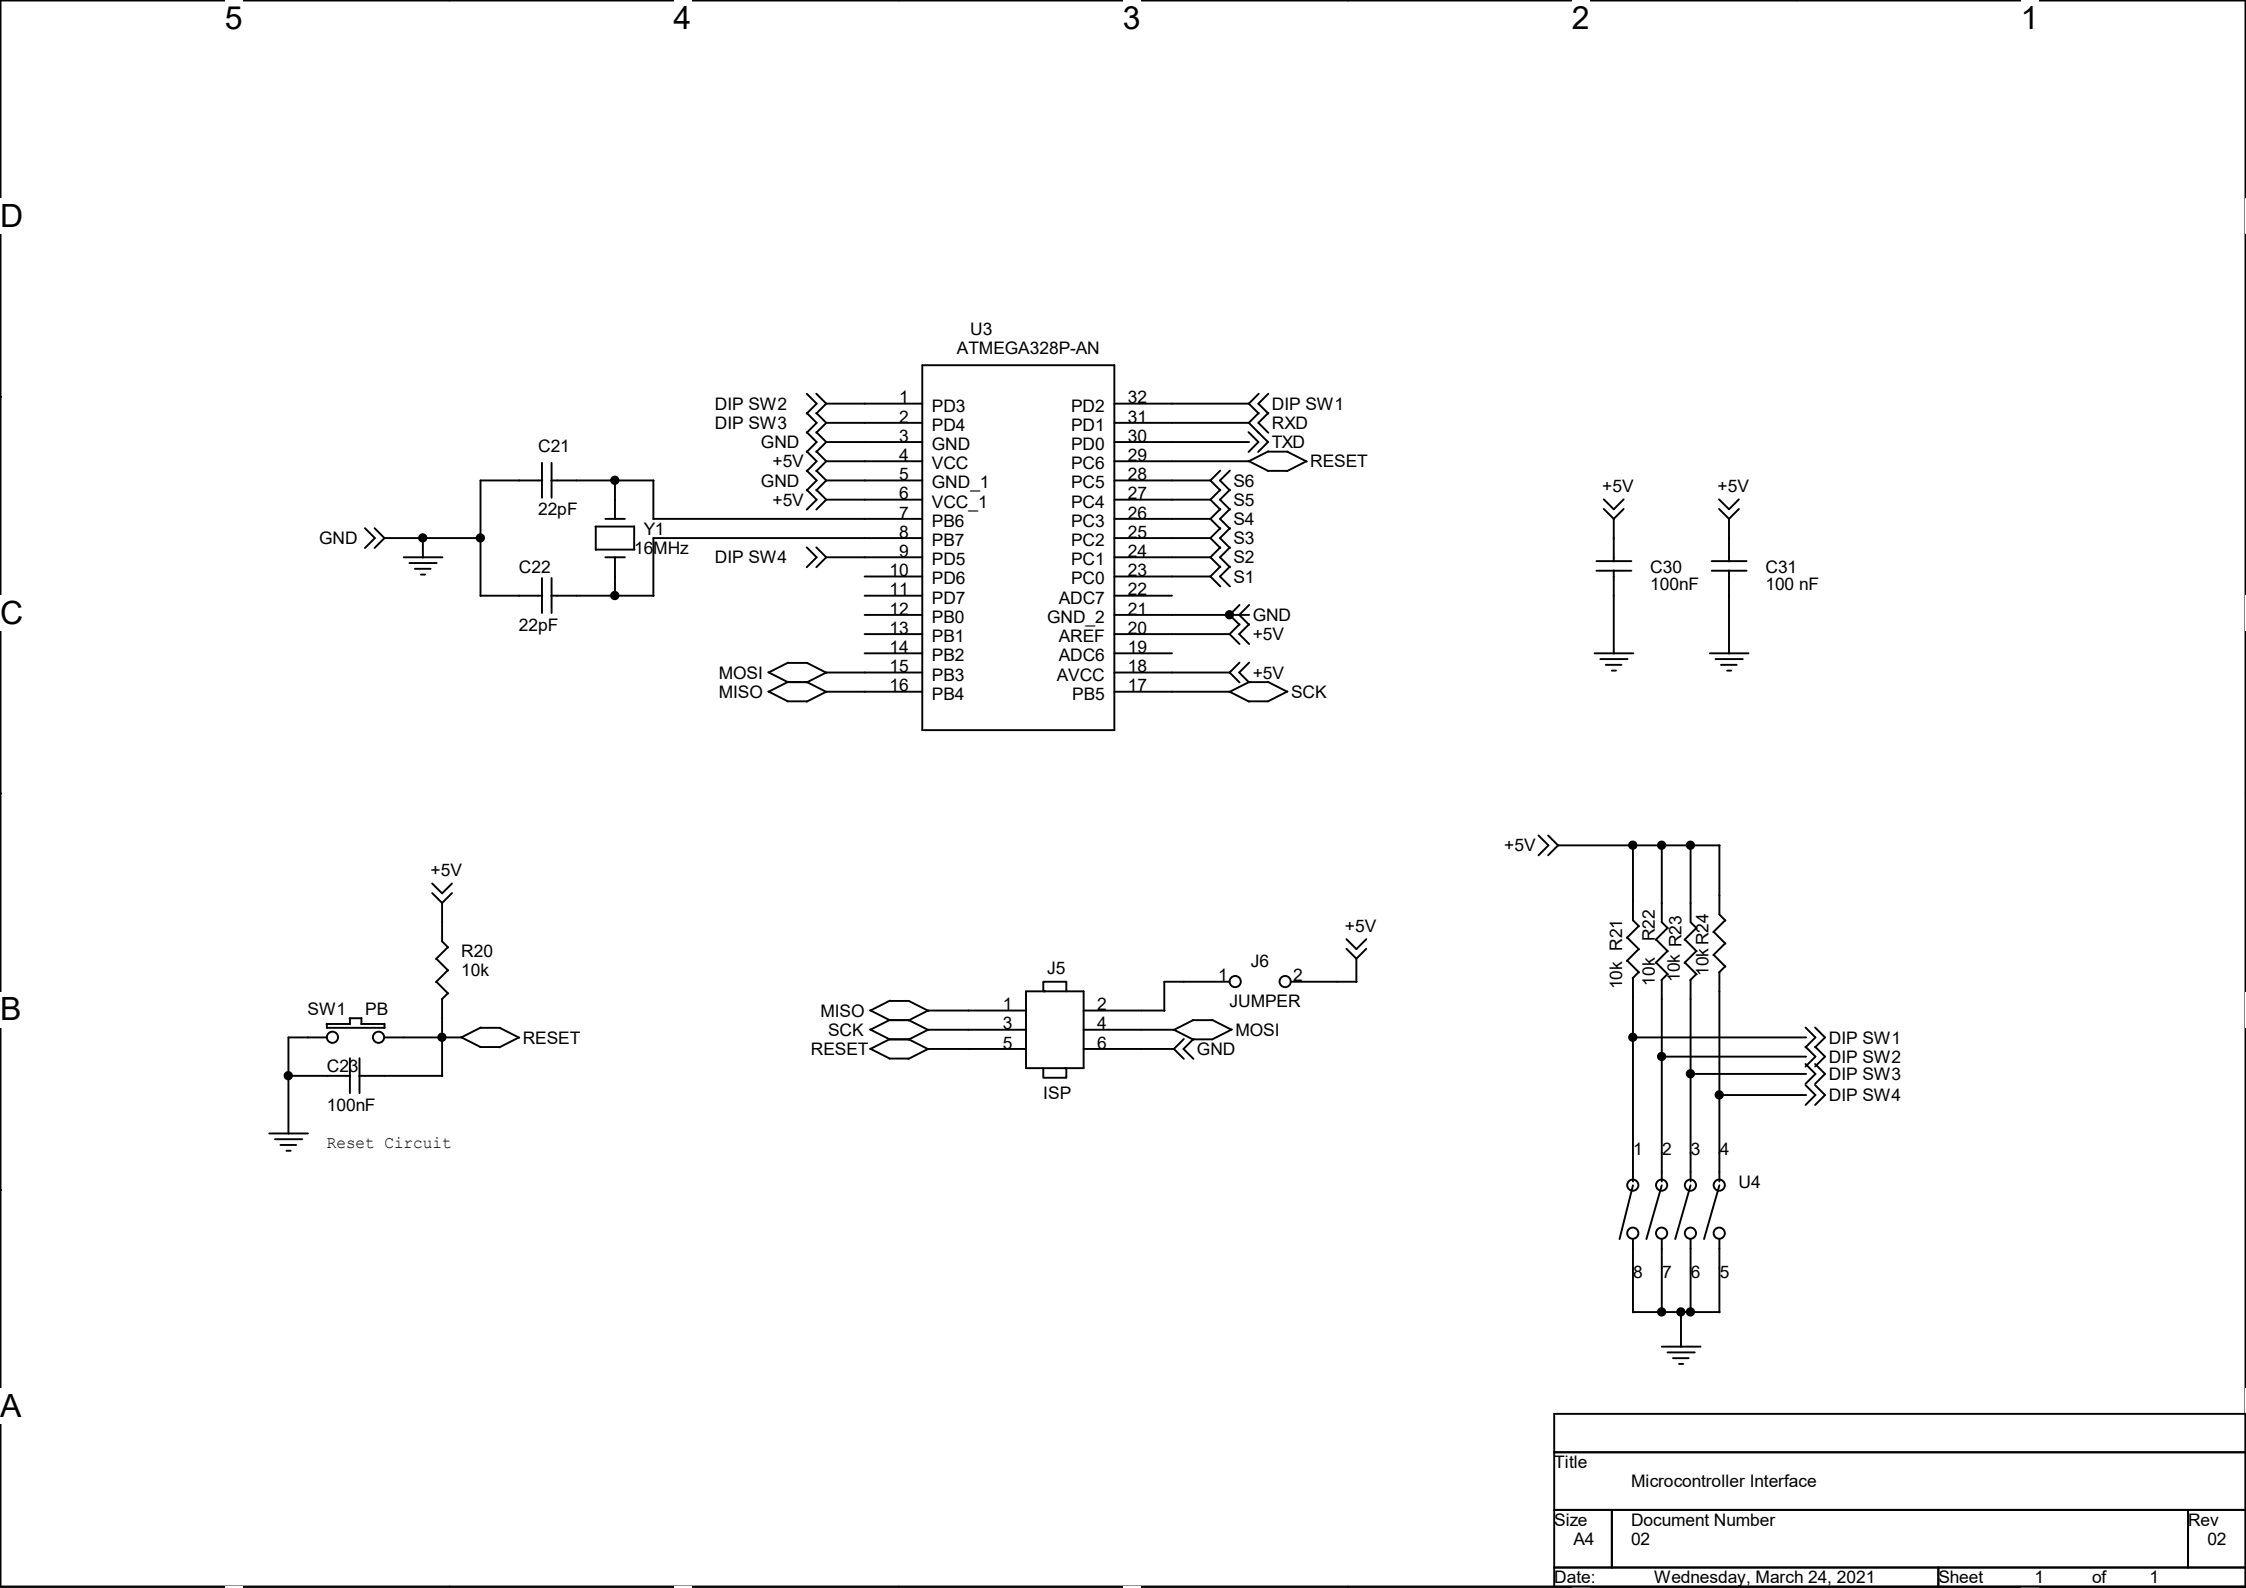 5 4 3 2 1
D
C
B
A
U3
ATMEGA328P-AN
DIP SW2 1 PD3
DIP SW3 2 PD4
GND 3 GND
+5V 4 VCC
GND 5 GND_1
+5V 6 VCC_1
7 PB6
8 PB7
DIP SW4 9 PD5
10 PD6
11 PD7
12 PB0
13 PB1
14 PB2
MOSI 15 PB3
MISO 16 PB4
PD2 32 DIP SW1
PD1 31 RXD
PD0 30 TXD
PC6 29 RESET
PC5 28 S6
PC4 27 S5
PC3 26 S4
PC2 25 S3
PC1 24 S2
PC0 23 S1
ADC7 22
GND_2 21 GND
AREF 20 +5V
ADC6 19
AVCC 18 +5V
PB5 17 SCK
C21
22pF
GND
Y1
16MHz
C22
22pF
+5V
C30
100nF
+5V
C31
100 nF
+5V
R20
10k
SW1 PB
RESET
C23
100nF
Reset Circuit
J5
MISO 1 2
SCK 3 4 MOSI
RESET 5 6 GND
ISP
J6
1 2
JUMPER
+5V
+5V
10k R21
10k R22
10k R23
10k R24
DIP SW1
DIP SW2
DIP SW3
DIP SW4
1 2 3 4
U4
8 7 6 5
Title
Microcontroller Interface
Size
A4
Document Number
02
Rev
02
Date: Wednesday, March 24, 2021 Sheet 1 of 1